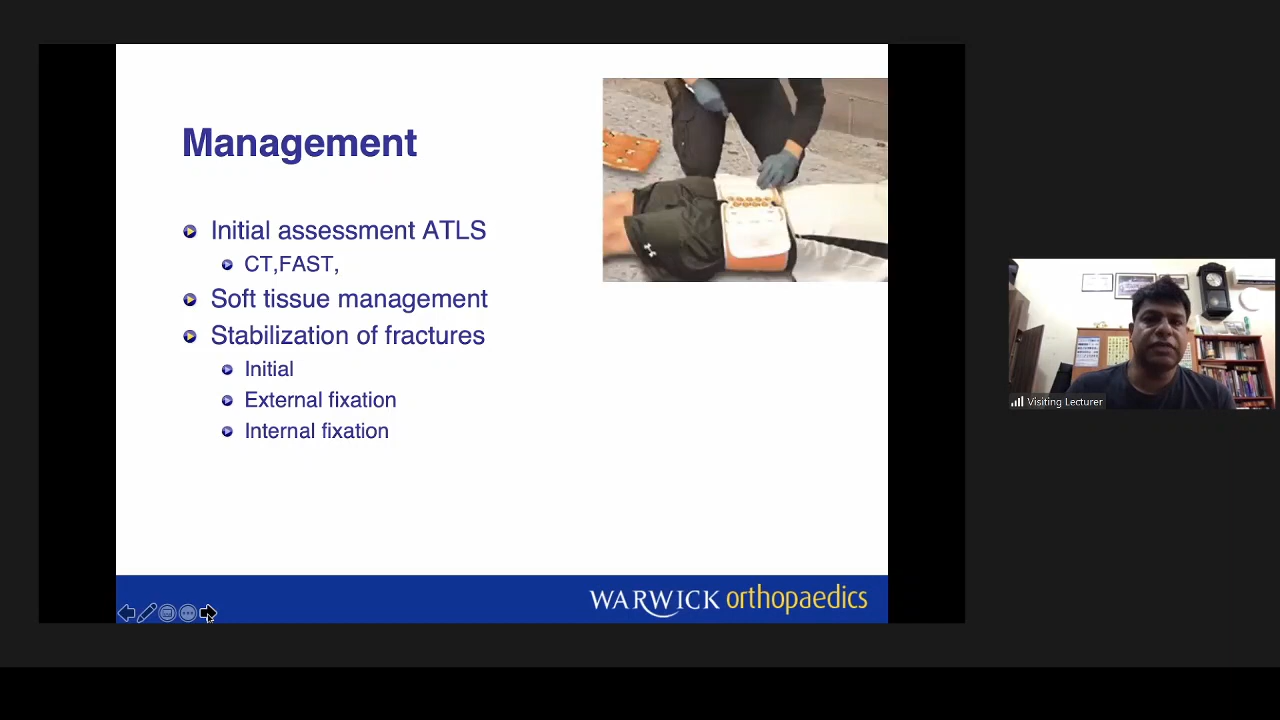 Management
Initial assessment ATLS
CT,FAST,
Soft tissue management
Stabilization of fractures
Initial
External fixation
Internal fixation
WARWICK orthopaedics
Visiting Lecturer